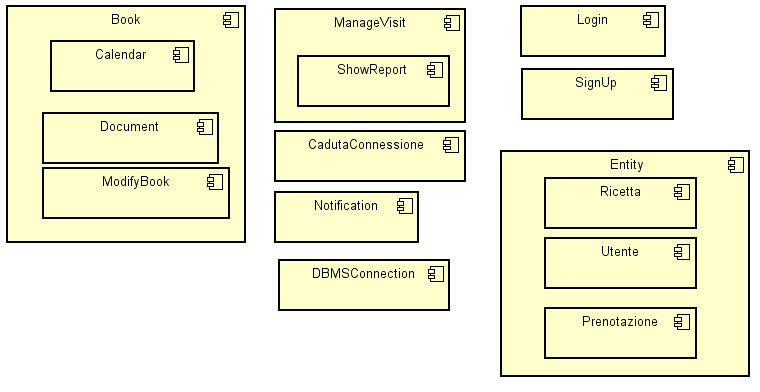 Book
Calendar
Document
ModifyBook
ManageVisit
ShowReport
CadutaConnessione
Notification
DBMSConnection
Login
SignUp
Entity
Ricetta
Utente
Prenotazione